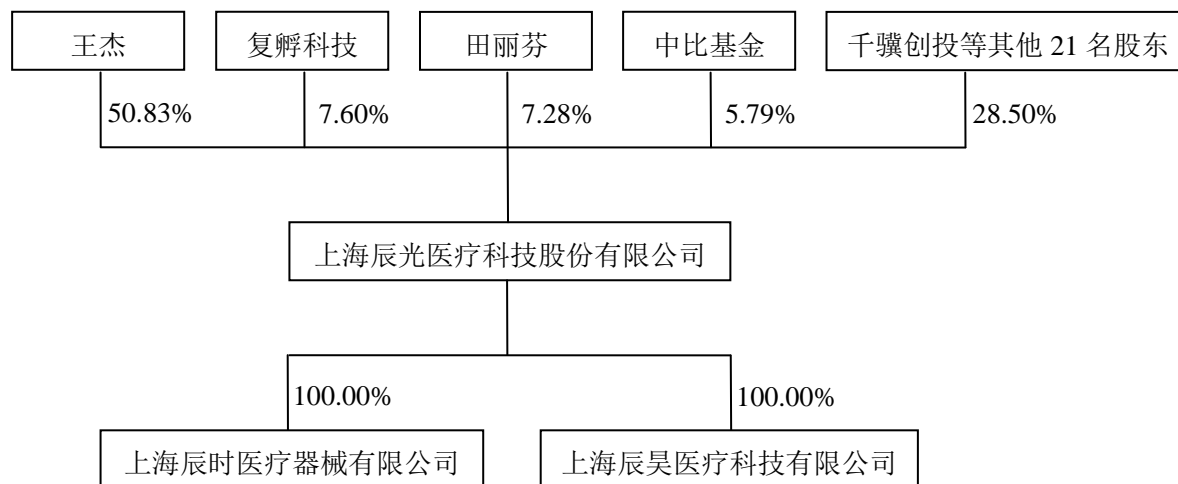 王杰
复孵科技
田丽芬
中比基金
千骥创投等其他 21 名股东
50.83%
7.60%
7.28%
5.79%
28.50%
上海辰光医疗科技股份有限公司
100.00%
100.00%
上海辰时医疗器械有限公司
上海辰昊医疗科技有限公司